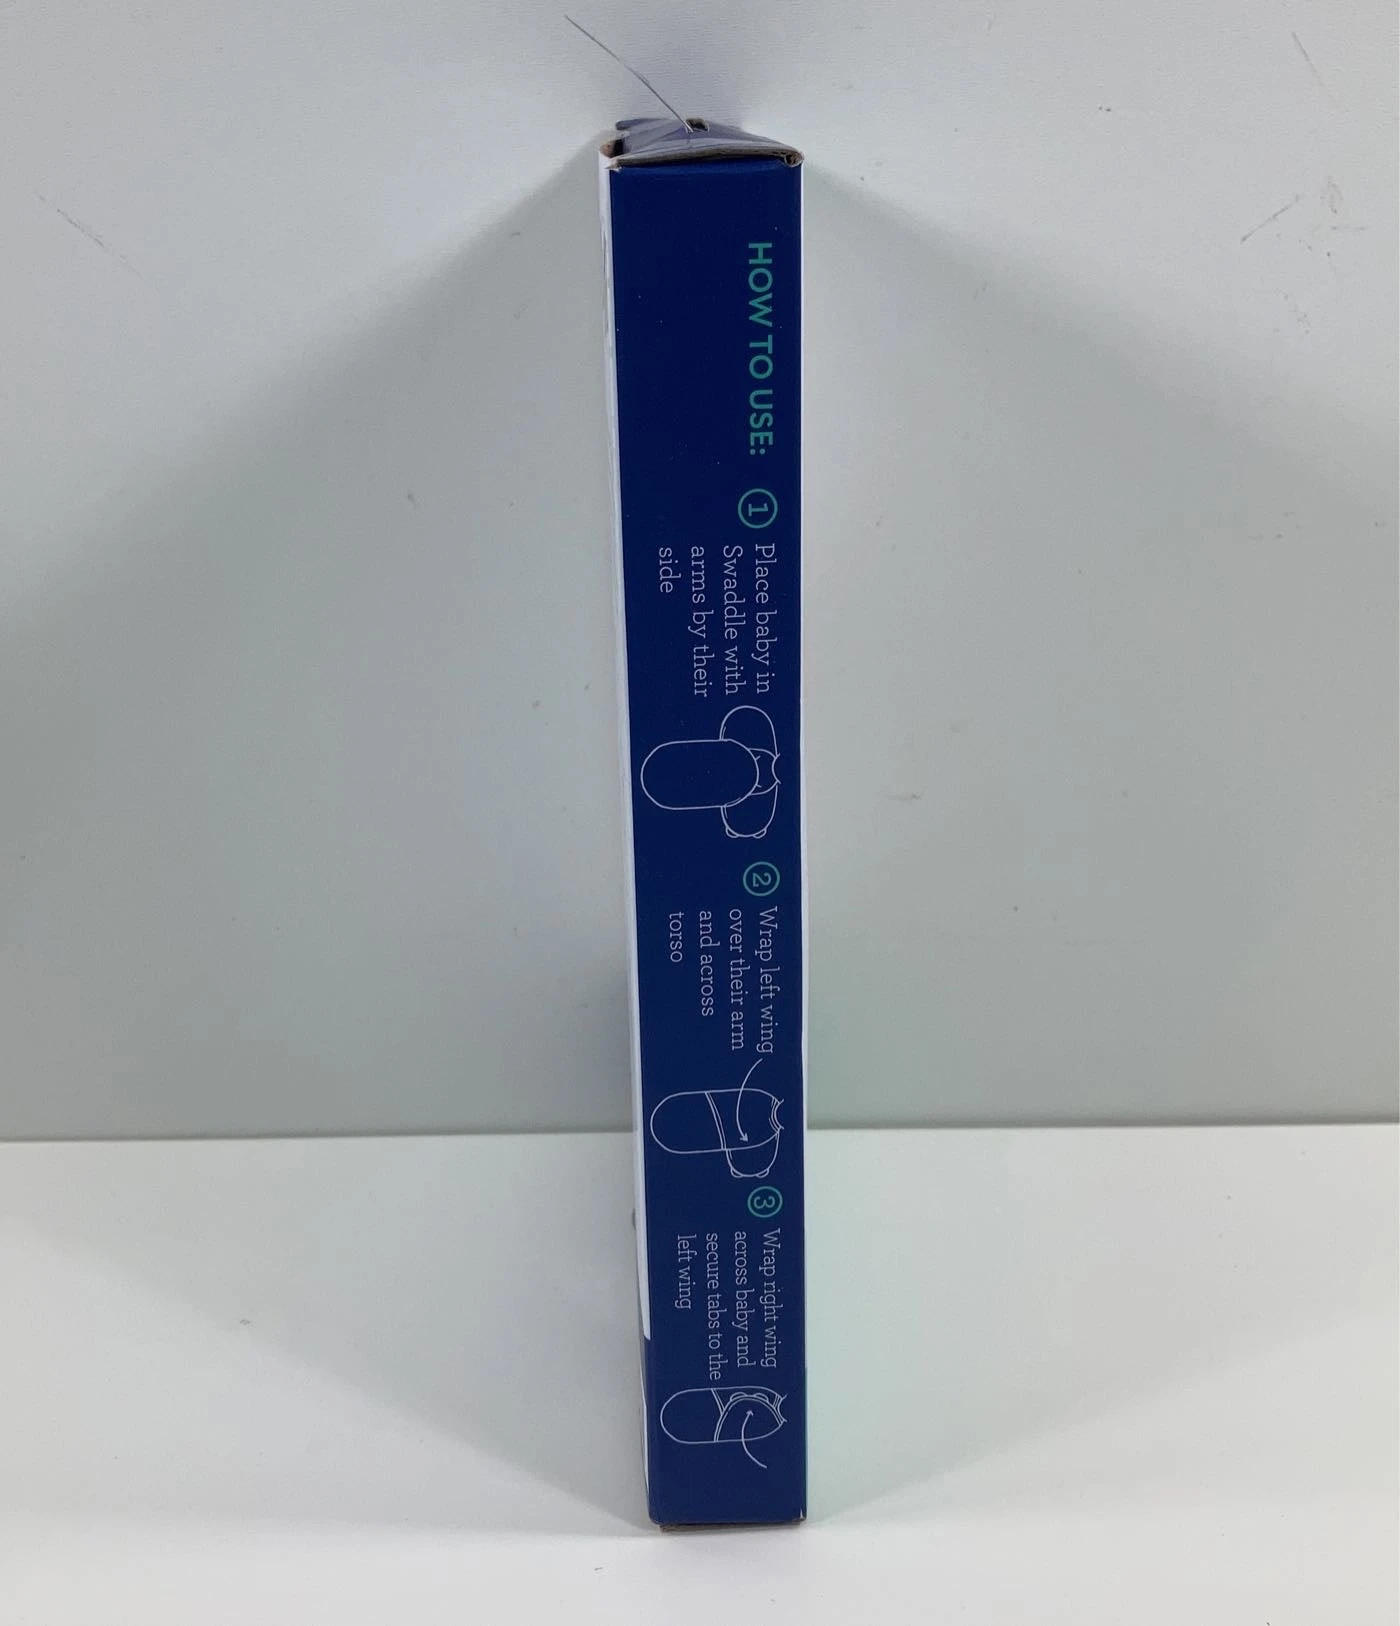 HOW TO USE:
1
Place baby in
Swaddle with
arms by their
side
2
Wrap left wing
over their arm
and across
torso
3
Wrap right wing
across baby and
secure tabs to the
left wing